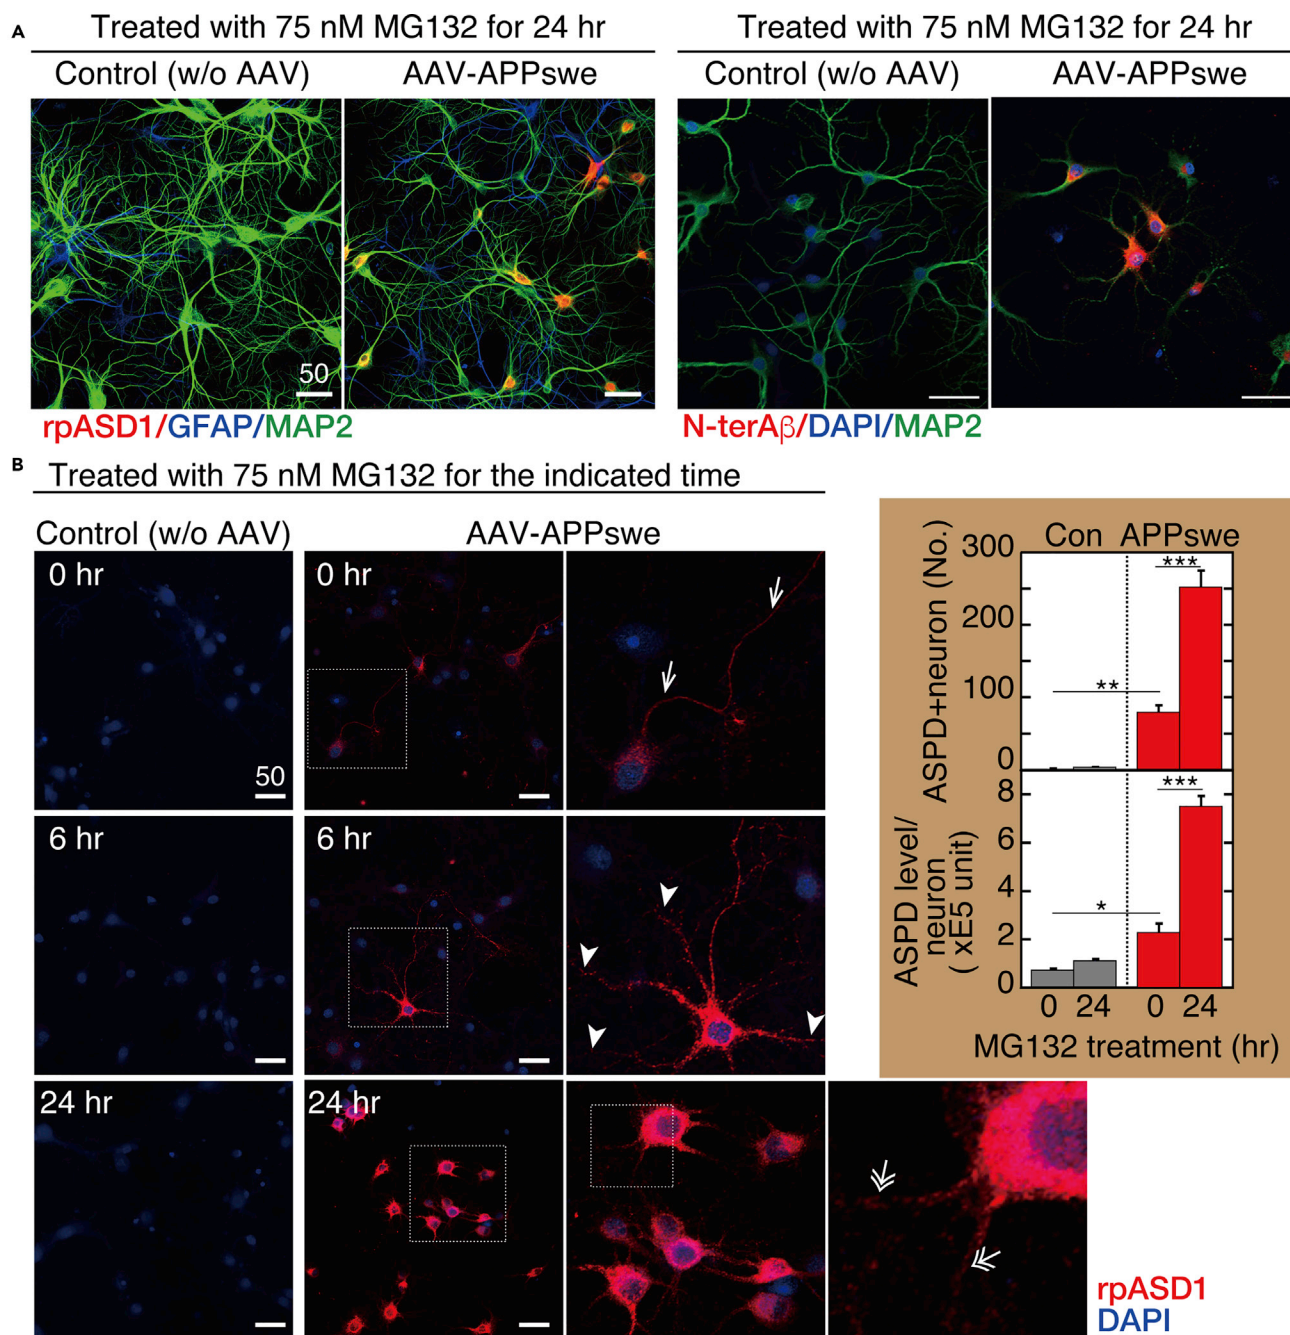 A
Treated with 75 nM MG132 for 24 hr
Treated with 75 nM MG132 for 24 hr
Control (w/o AAV)
AAV-APPswe
Control (w/o AAV)
AAV-APPswe
50
rpASD1/GFAP/MAP2
N-terAβ/DAPI/MAP2
B
Treated with 75 nM MG132 for the indicated time
Control (w/o AAV)
AAV-APPswe
0 hr
0 hr
50
6 hr
6 hr
24 hr
24 hr
rpASD1
DAPI
Con APPswe
ASPD+neuron (No.)
300
200
100
0
***
**
ASPD level/
neuron
( xE5 unit)
8
6
4
2
0
***
*
0 24 0 24
MG132 treatment (hr)